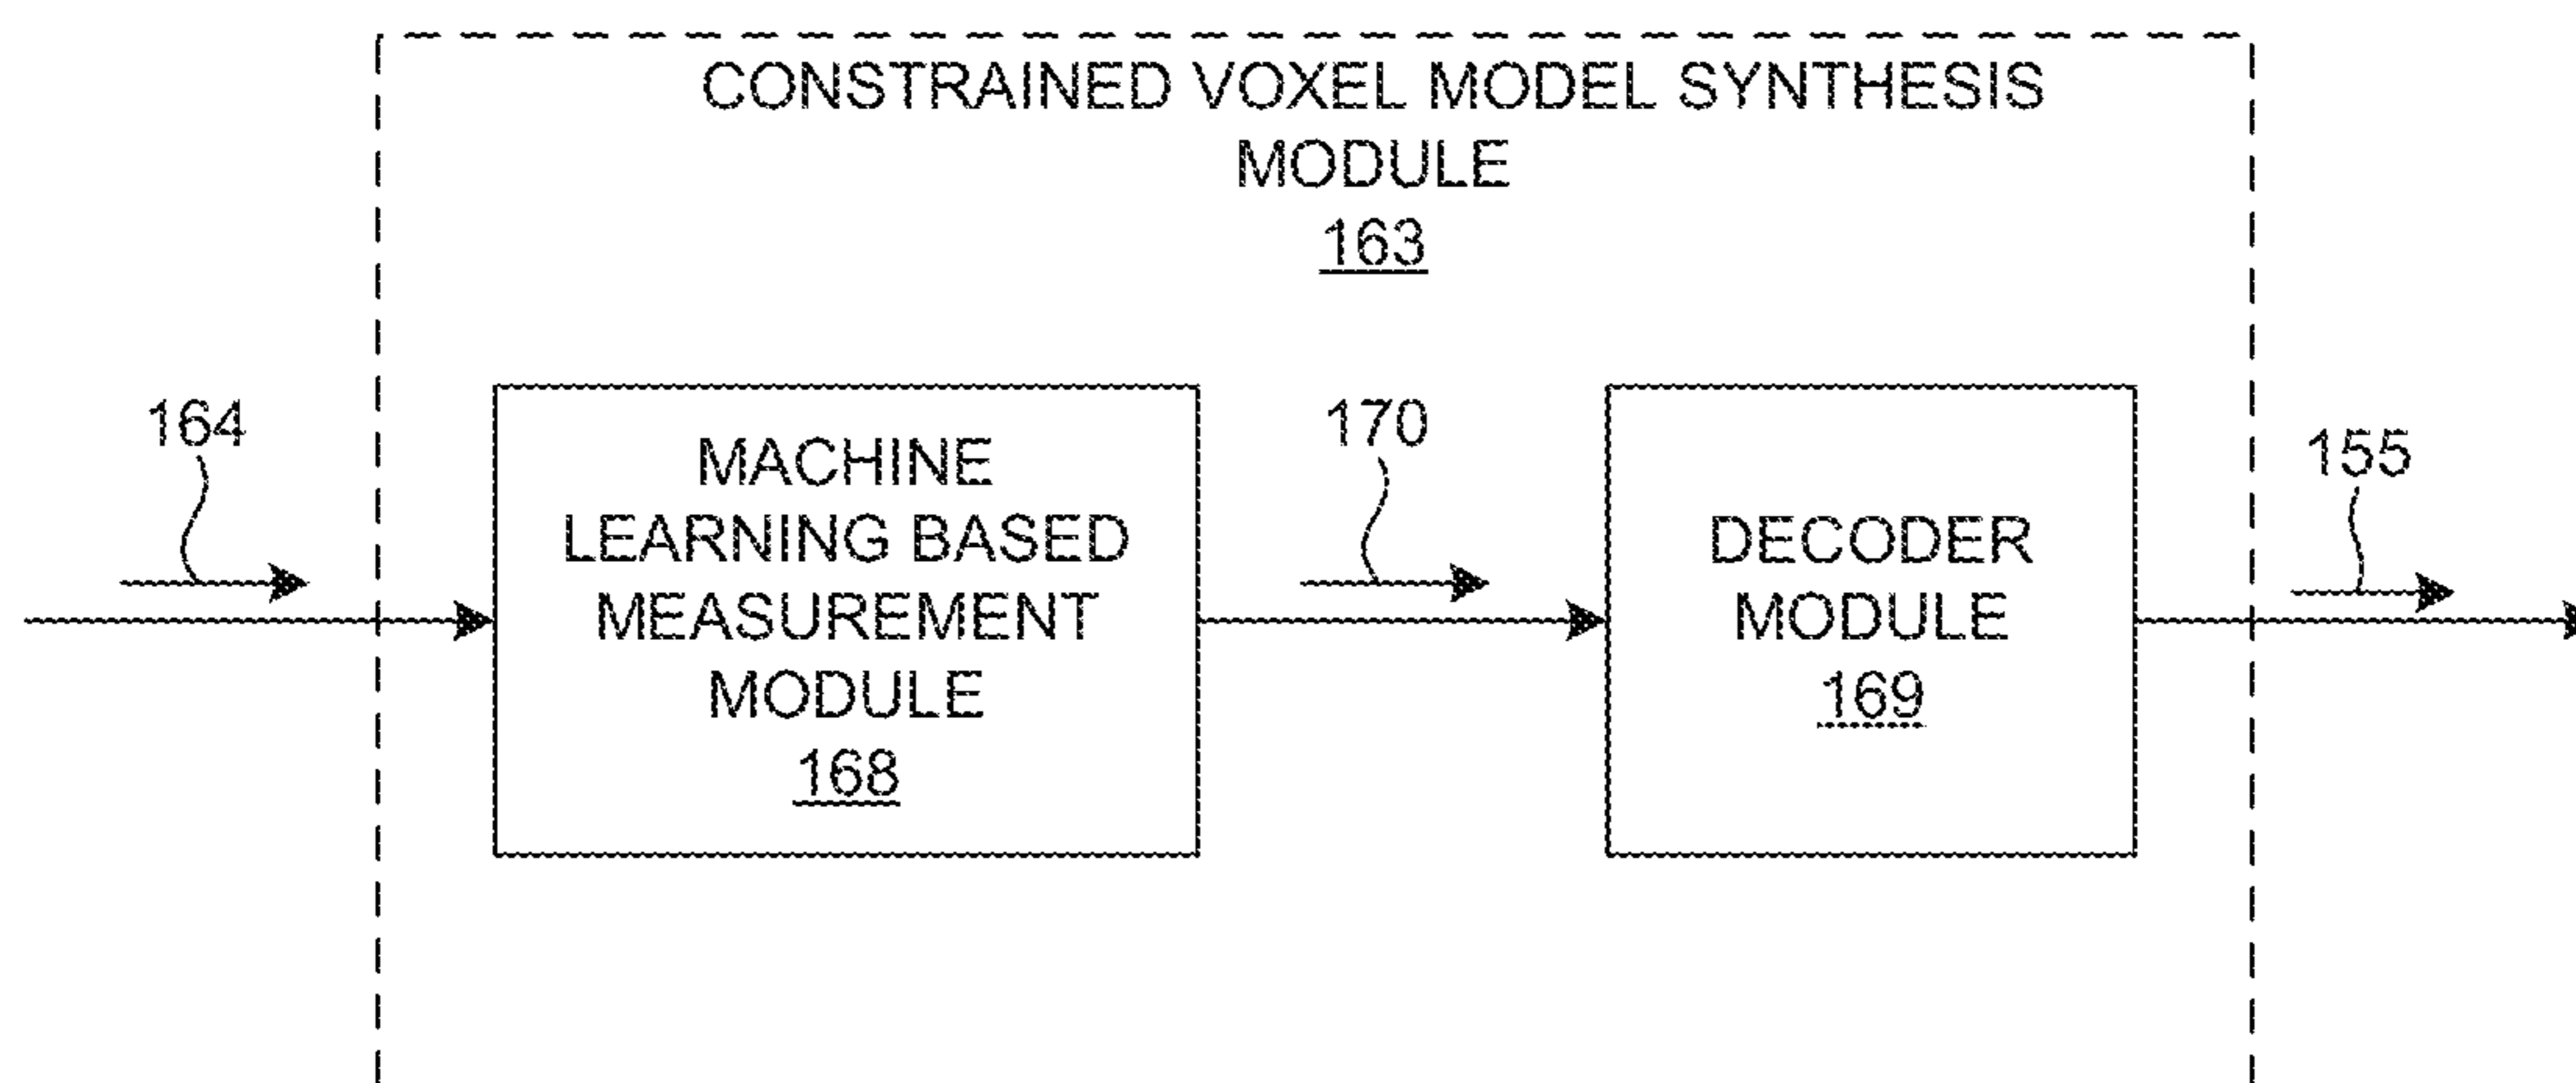 CONSTRAINED VOXEL MODEL SYNTHESIS
MODULE
163
164
MACHINE
LEARNING BASED
MEASUREMENT
MODULE
168
170
DECODER
MODULE
169
155